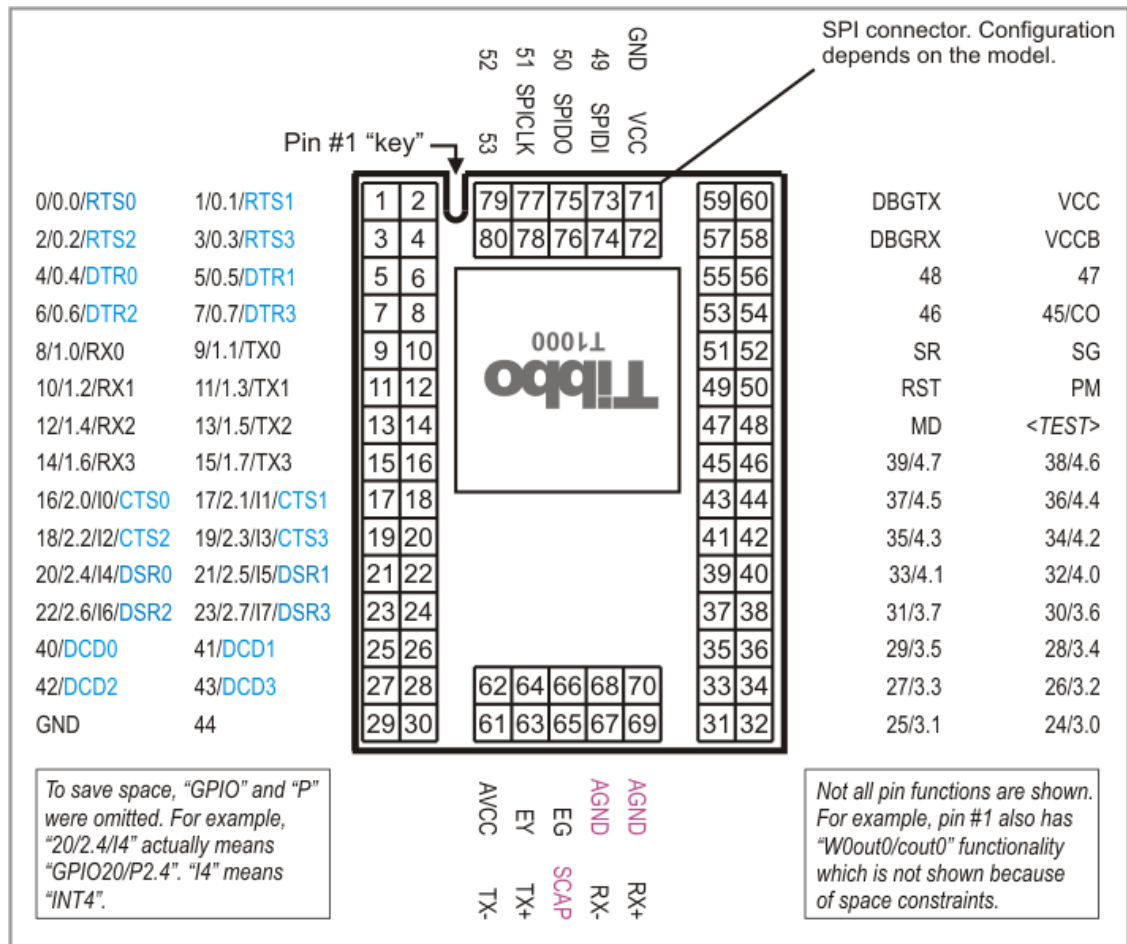 SPI connector. Configuration
depends on the model.
52 51 50 49 GND
53 SPICLK SPIDO SPIDI VCC
Pin #1 “key”
0/0.0/RTS0 1/0.1/RTS1 1 2 79 77 75 73 71 59 60 DBGTX VCC
2/0.2/RTS2 3/0.3/RTS3 3 4 80 78 76 74 72 57 58 DBGRX VCCB
4/0.4/DTR0 5/0.5/DTR1 5 6 55 56 48 47
6/0.6/DTR2 7/0.7/DTR3 7 8 53 54 46 45/CO
8/1.0/RX0 9/1.1/TX0 9 10 51 52 SR SG
10/1.2/RX1 11/1.3/TX1 11 12 49 50 RST PM
12/1.4/RX2 13/1.5/TX2 13 14 47 48 MD <TEST>
14/1.6/RX3 15/1.7/TX3 15 16 45 46 39/4.7 38/4.6
16/2.0/I0/CTS0 17/2.1/I1/CTS1 17 18 43 44 37/4.5 36/4.4
18/2.2/I2/CTS2 19/2.3/I3/CTS3 19 20 41 42 35/4.3 34/4.2
20/2.4/I4/DSR0 21/2.5/I5/DSR1 21 22 39 40 33/4.1 32/4.0
22/2.6/I6/DSR2 23/2.7/I7/DSR3 23 24 37 38 31/3.7 30/3.6
40/DCD0 41/DCD1 25 26 35 36 29/3.5 28/3.4
42/DCD2 43/DCD3 27 28 62 64 66 68 70 33 34 27/3.3 26/3.2
GND 44 29 30 61 63 65 67 69 31 32 25/3.1 24/3.0
Tibbo
T1000
AVCC EY EG AGND AGND
TX- TX+ SCAP RX- RX+
To save space, “GPIO” and “P”
were omitted. For example,
“20/2.4/I4” actually means
“GPIO20/P2.4”. “I4” means
“INT4”.
Not all pin functions are shown.
For example, pin #1 also has
“W0out0/cout0” functionality
which is not shown because
of space constraints.